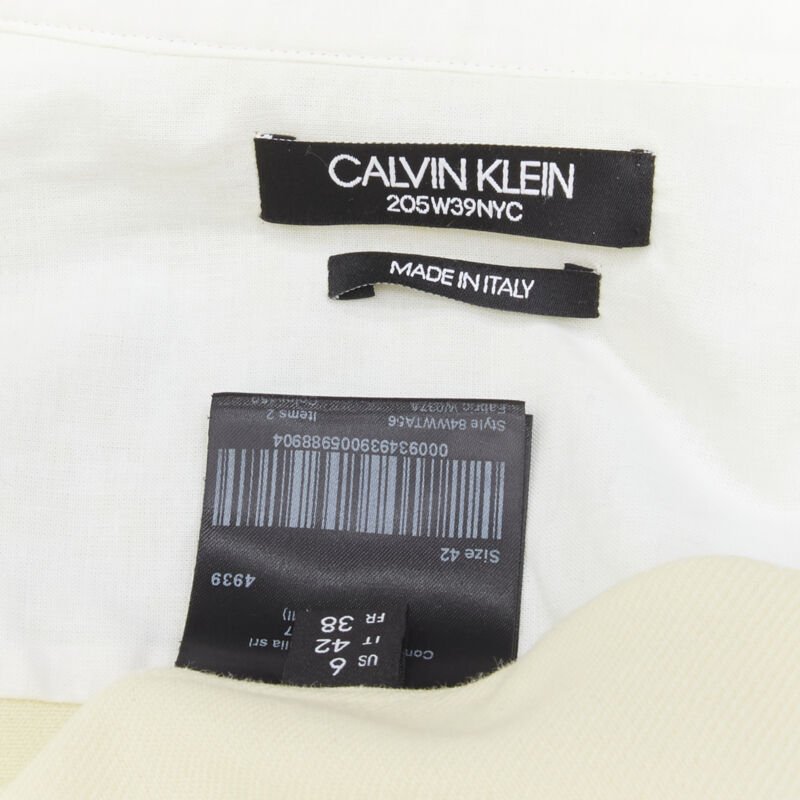 CALVIN KLEIN
205W39NYC
MADE IN ITALY
Items 2
Style 84WWTA56
000934939005988904
Size 42
4939
FR 38
IT 42
US 6